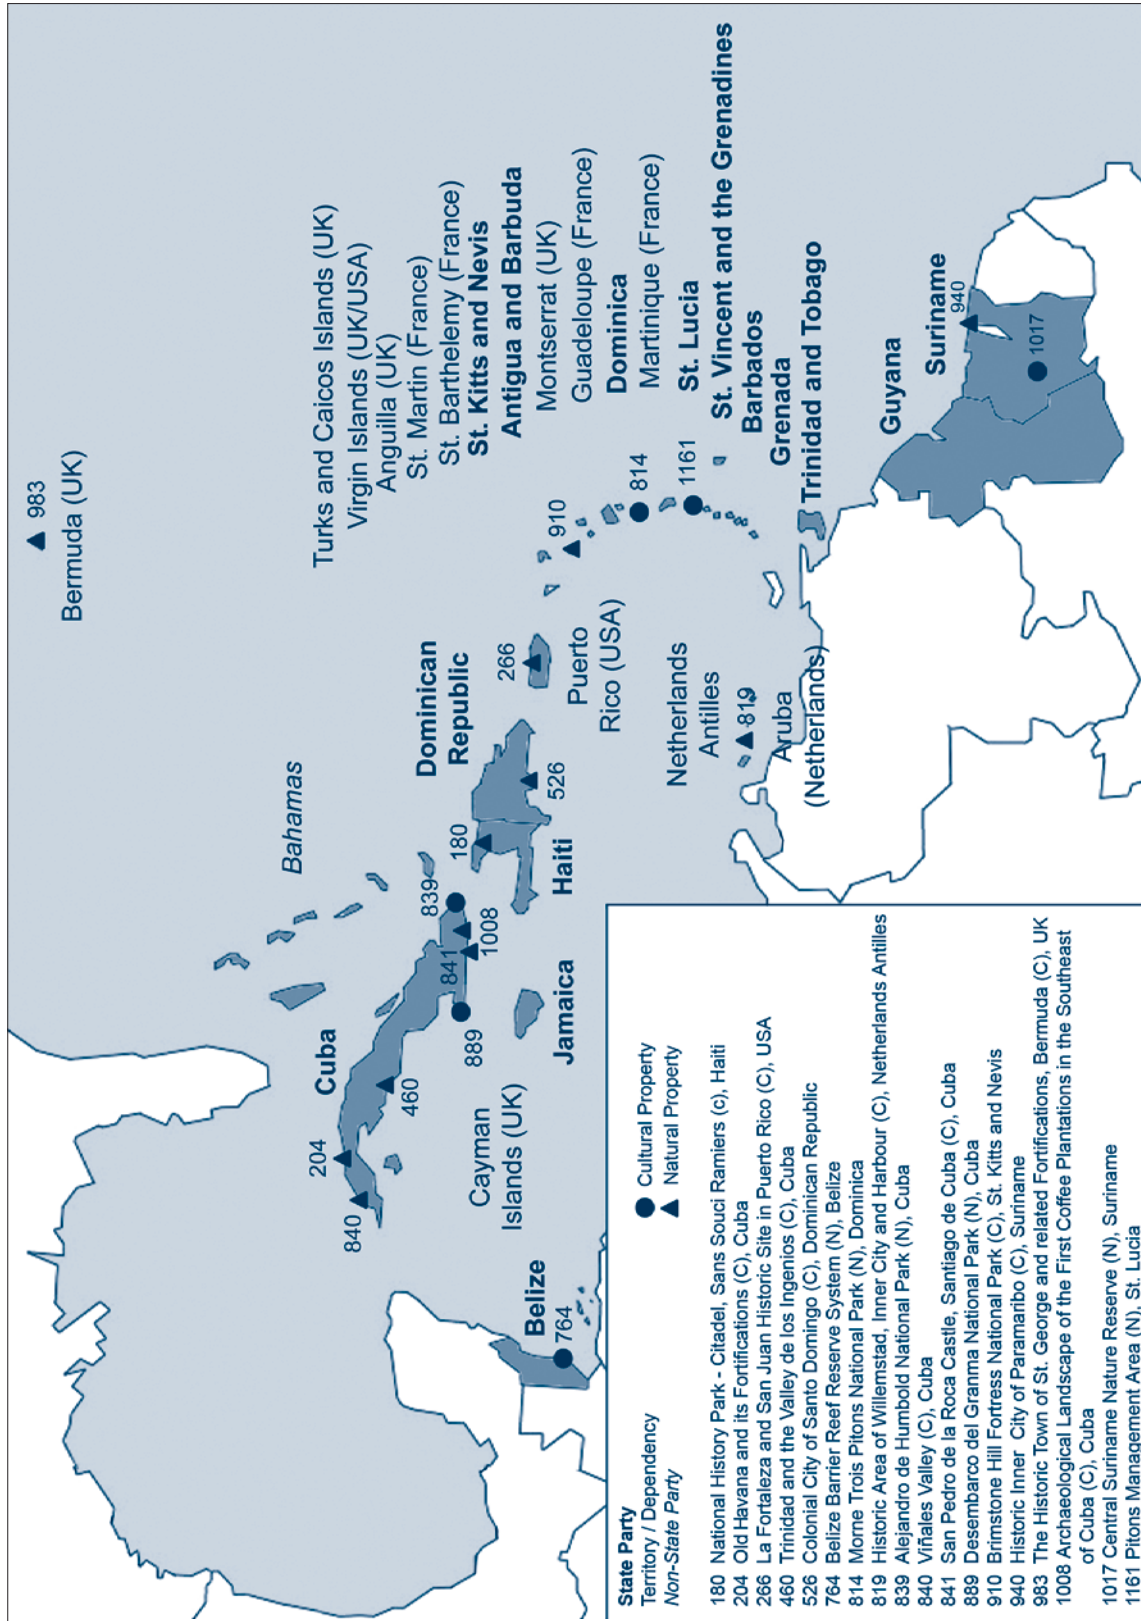 983
Bermuda (UK)
Turks and Caicos Islands (UK)
Virgin Islands (UK/USA)
Anguilla (UK)
St. Martin (France)
St. Barthelemy (France)
St. Kitts and Nevis
Antigua and Barbuda
Montserrat (UK)
Guadeloupe (France)
Dominica
Martinique (France)
St. Lucia
St. Vincent and the Grenadines
Barbados
Grenada
Trinidad and Tobago
Bahamas
Cuba
204
840
460
889
841
839
1008
Cayman
Islands (UK)
Jamaica
Haiti
180
Dominican
Republic
526
266
Puerto
Rico (USA)
910
814
1161
Netherlands
Antilles
819
Aruba
(Netherlands)
Guyana
Suriname
940
1017
Belize
764
State Party
Territory / Dependency
Non-State Party
Cultural Property
Natural Property
180 National History Park - Citadel, Sans Souci Ramiers (c), Haiti
204 Old Havana and its Fortifications (C), Cuba
266 La Fortaleza and San Juan Historic Site in Puerto Rico (C), USA
460 Trinidad and the Valley de los Ingenios (C), Cuba
526 Colonial City of Santo Domingo (C), Dominican Republic
764 Belize Barrier Reef Reserve System (N), Belize
814 Morne Trois Pitons National Park (N), Dominica
819 Historic Area of Willemstad, Inner City and Harbour (C), Netherlands Antilles
839 Alejandro de Humbold National Park (N), Cuba
840 Viñales Valley (C), Cuba
841 San Pedro de la Roca Castle, Santiago de Cuba (C), Cuba
889 Desenbarco del Granma National Park (N), Cuba
910 Brimstone Hill Fortress National Park (C), St. Kitts and Nevis
940 Historic Inner City of Paramaribo (C), Suriname
983 The Historic Town of St. George and related Fortifications, Bermuda (C), UK
1008 Archaeological Landscape of the First Coffee Plantations in the Southeast
of Cuba (C), Cuba
1017 Central Suriname Nature Reserve (N), Suriname
1161 Pitons Management Area (N), St. Lucia